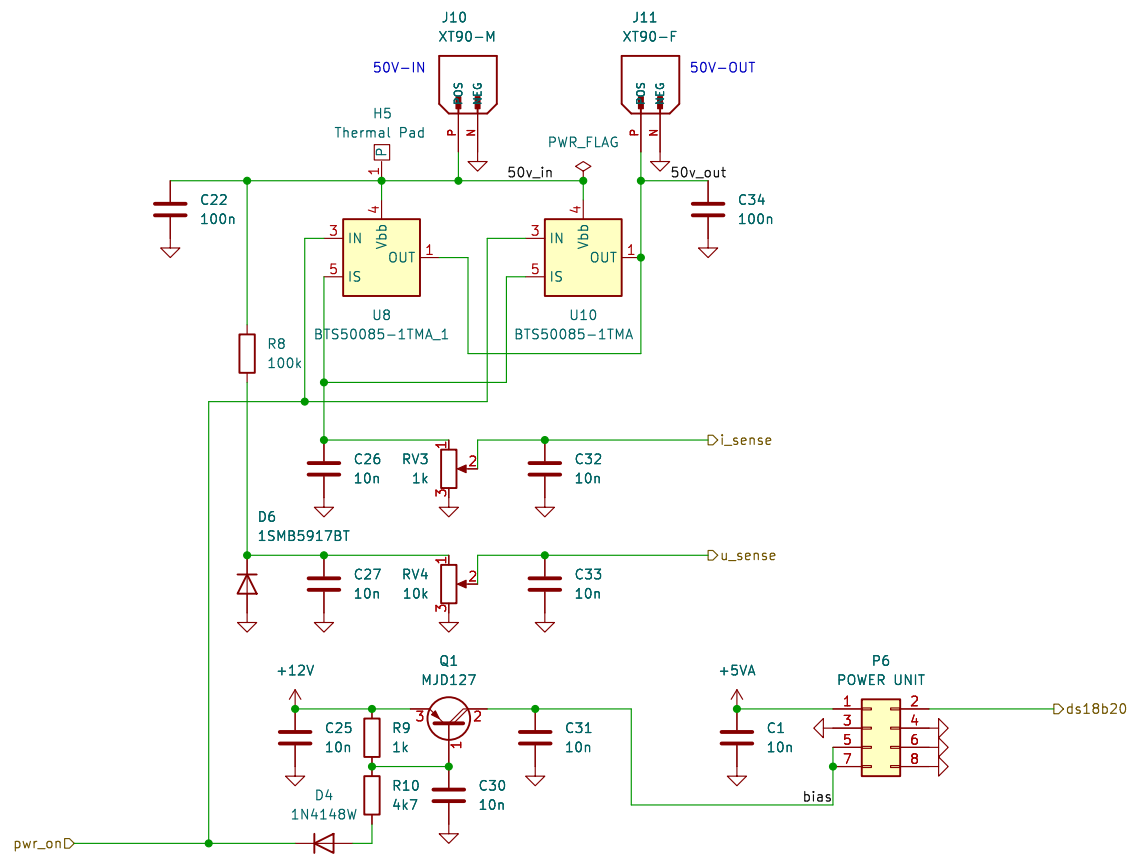 J10
XT90-M
J11
XT90-F
50V-IN
50V-OUT
POS
NEG
POS
NEG
P
N
P
N
H5
Thermal Pad
P
1
PWR_FLAG
50v_in
50v_out
C22
100n
C34
100n
4
Vbb
3
IN
OUT
1
5
IS
U8
BTS50085-1TMA_1
4
Vbb
3
IN
OUT
1
5
IS
U10
BTS50085-1TMA
R8
100k
C26
10n
RV3
1k
1
2
3
C32
10n
i_sense
D6
1SMB5917BT
C27
10n
RV4
10k
1
2
3
C33
10n
u_sense
+12V
C25
10n
R9
1k
Q1
MJD127
3
2
1
C31
10n
R10
4k7
C30
10n
D4
1N4148W
pwr_on
+5VA
C1
10n
P6
POWER UNIT
1
2
3
4
5
6
7
8
bias
ds18b20